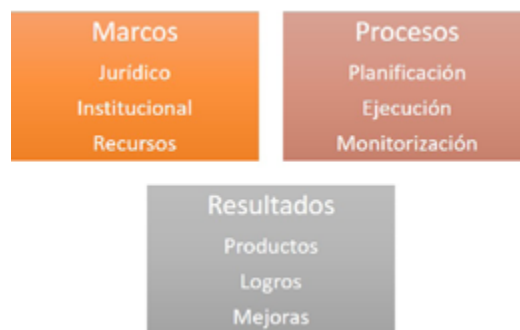 Marcos
Jurídico
Institucional
Recursos
Procesos
Planificación
Ejecución
Monitorización
Resultados
Productos
Logros
Mejoras